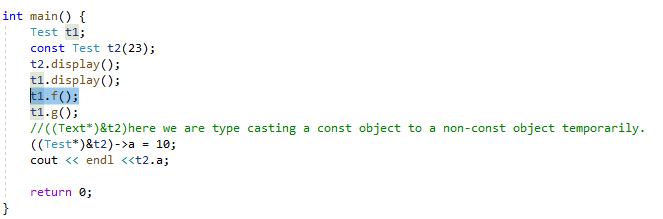 int main() {
Test t1;
const Test t2(23);
t2.display();
t1.display();
t1.f();
t1.g();
//((Text*)&t2)here we are type casting a const object to a non-const object temporarily.
((Test*)&t2)->a = 10;
cout << endl <<t2.a;
return 0;
}